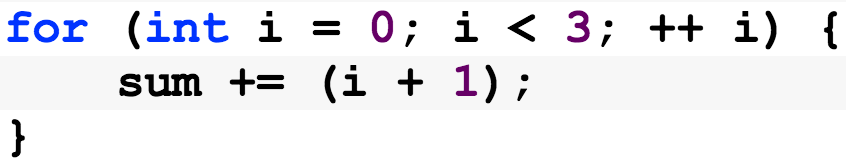 for (int i = 0; i < 3; ++ i) {
    sum += (i + 1);
}